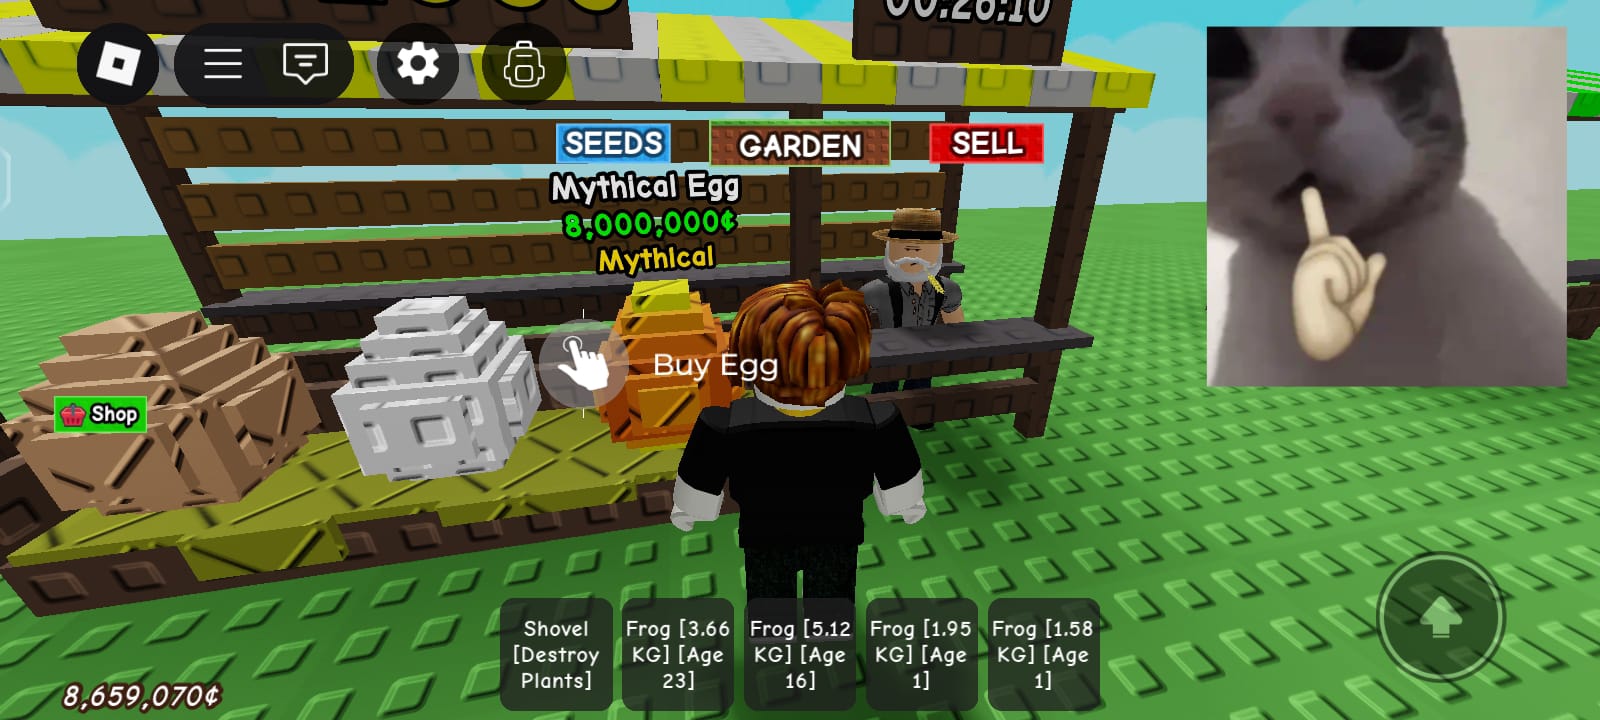 00:26:10
SEEDS
GARDEN
SELL
Mythical Egg
8,000,000¢
Mythical
Buy Egg
Shop
Shovel
[Destroy
Plants]
Frog [3.66
KG] [Age
23]
Frog [5.12
KG] [Age
16]
Frog [1.95
KG] [Age
1]
Frog [1.58
KG] [Age
1]
8,659,070¢